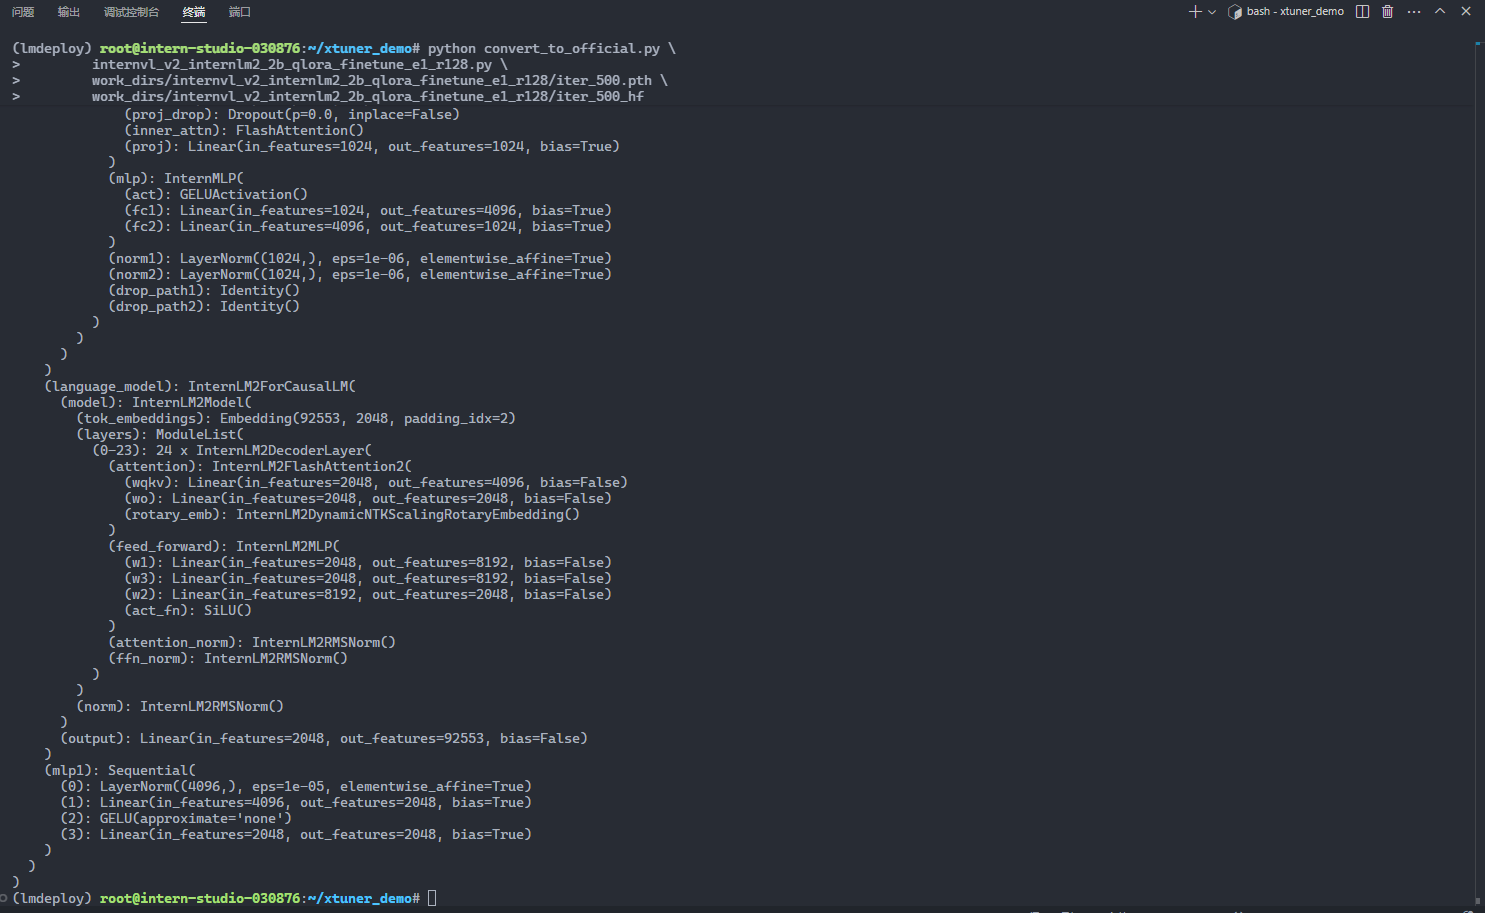 问题 输出 调试控制台 终端 端口 bash - xtuner_demo
(lmdeploy) root@intern-studio-030876:~/xtuner_demo# python convert_to_official.py \
> internvl_v2_internlm2_2b_qlora_finetune_e1_r128.py \
> work_dirs/internvl_v2_internlm2_2b_qlora_finetune_e1_r128/iter_500.pth \
> work_dirs/internvl_v2_internlm2_2b_qlora_finetune_e1_r128/iter_500_hf
(proj_drop): Dropout(p=0.0, inplace=False)
(inner_attn): FlashAttention()
(proj): Linear(in_features=1024, out_features=1024, bias=True)
)
(mlp): InternMLP(
(act): GELUActivation()
(fc1): Linear(in_features=1024, out_features=4096, bias=True)
(fc2): Linear(in_features=4096, out_features=1024, bias=True)
)
(norm1): LayerNorm((1024,), eps=1e-06, elementwise_affine=True)
(norm2): LayerNorm((1024,), eps=1e-06, elementwise_affine=True)
(drop_path1): Identity()
(drop_path2): Identity()
)
)
)
)
(language_model): InternLM2ForCausalLM(
(model): InternLM2Model(
(tok_embeddings): Embedding(92553, 2048, padding_idx=2)
(layers): ModuleList(
(0-23): 24 x InternLM2DecoderLayer(
(attention): InternLM2FlashAttention2(
(wqkv): Linear(in_features=2048, out_features=4096, bias=False)
(wo): Linear(in_features=2048, out_features=2048, bias=False)
(rotary_emb): InternLM2DynamicNTKScalingRotaryEmbedding()
)
(feed_forward): InternLM2MLP(
(w1): Linear(in_features=2048, out_features=8192, bias=False)
(w3): Linear(in_features=2048, out_features=8192, bias=False)
(w2): Linear(in_features=8192, out_features=2048, bias=False)
(act_fn): SiLU()
)
(attention_norm): InternLM2RMSNorm()
(ffn_norm): InternLM2RMSNorm()
)
)
(norm): InternLM2RMSNorm()
)
(output): Linear(in_features=2048, out_features=92553, bias=False)
)
(mlp1): Sequential(
(0): LayerNorm((4096,), eps=1e-05, elementwise_affine=True)
(1): Linear(in_features=4096, out_features=2048, bias=True)
(2): GELU(approximate='none')
(3): Linear(in_features=2048, out_features=2048, bias=True)
)
)
)
(lmdeploy) root@intern-studio-030876:~/xtuner_demo#